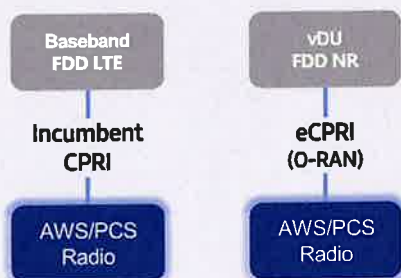 Baseband
FDD LTE
Incumbent
CPRI
AWS/PCS
Radio
vDU
FDD NR
eCPRI
(O-RAN)
AWS/PCS
Radio